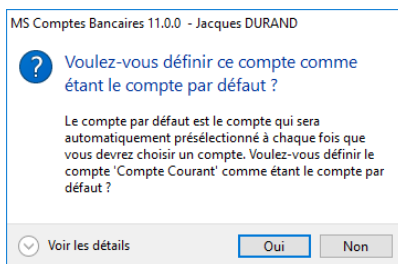 MS Comptes Bancaires 11.0.0 - Jacques DURAND
Voulez-vous définir ce compte comme
étant le compte par défaut ?
Le compte par défaut est le compte qui sera
automatiquement présélectionné à chaque fois que
vous devrez choisir un compte. Voulez-vous définir le
compte 'Compte Courant' comme étant le compte par
défaut ?
Voir les détails
Oui
Non